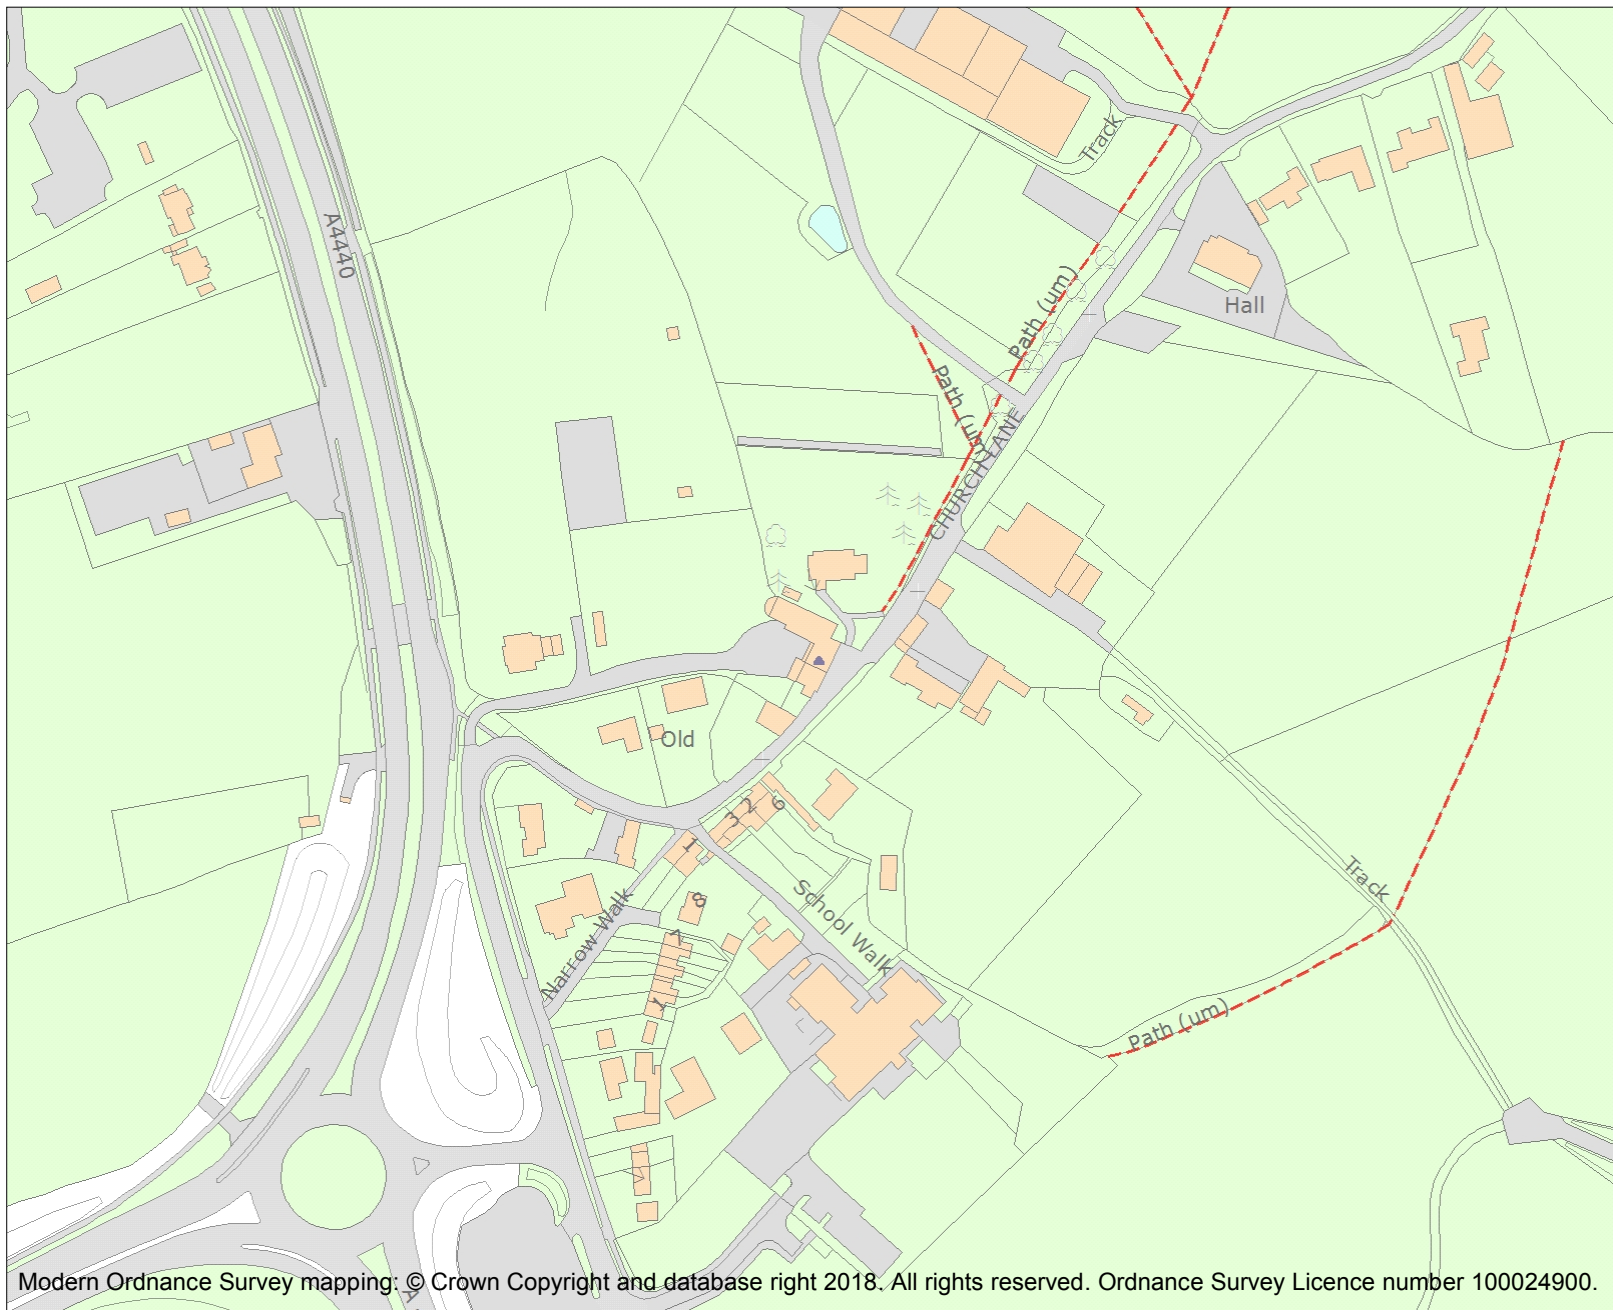 Track
A4440
Path (um)
Hall
Path (um)
CHURCH LANE
Old
2
3
6
1
Track
8
School Walk
Narrow Walk
7
1
Path (um)
Modern Ordnance Survey mapping: © Crown Copyright and database right 2018. All rights reserved. Ordnance Survey Licence number 100024900.